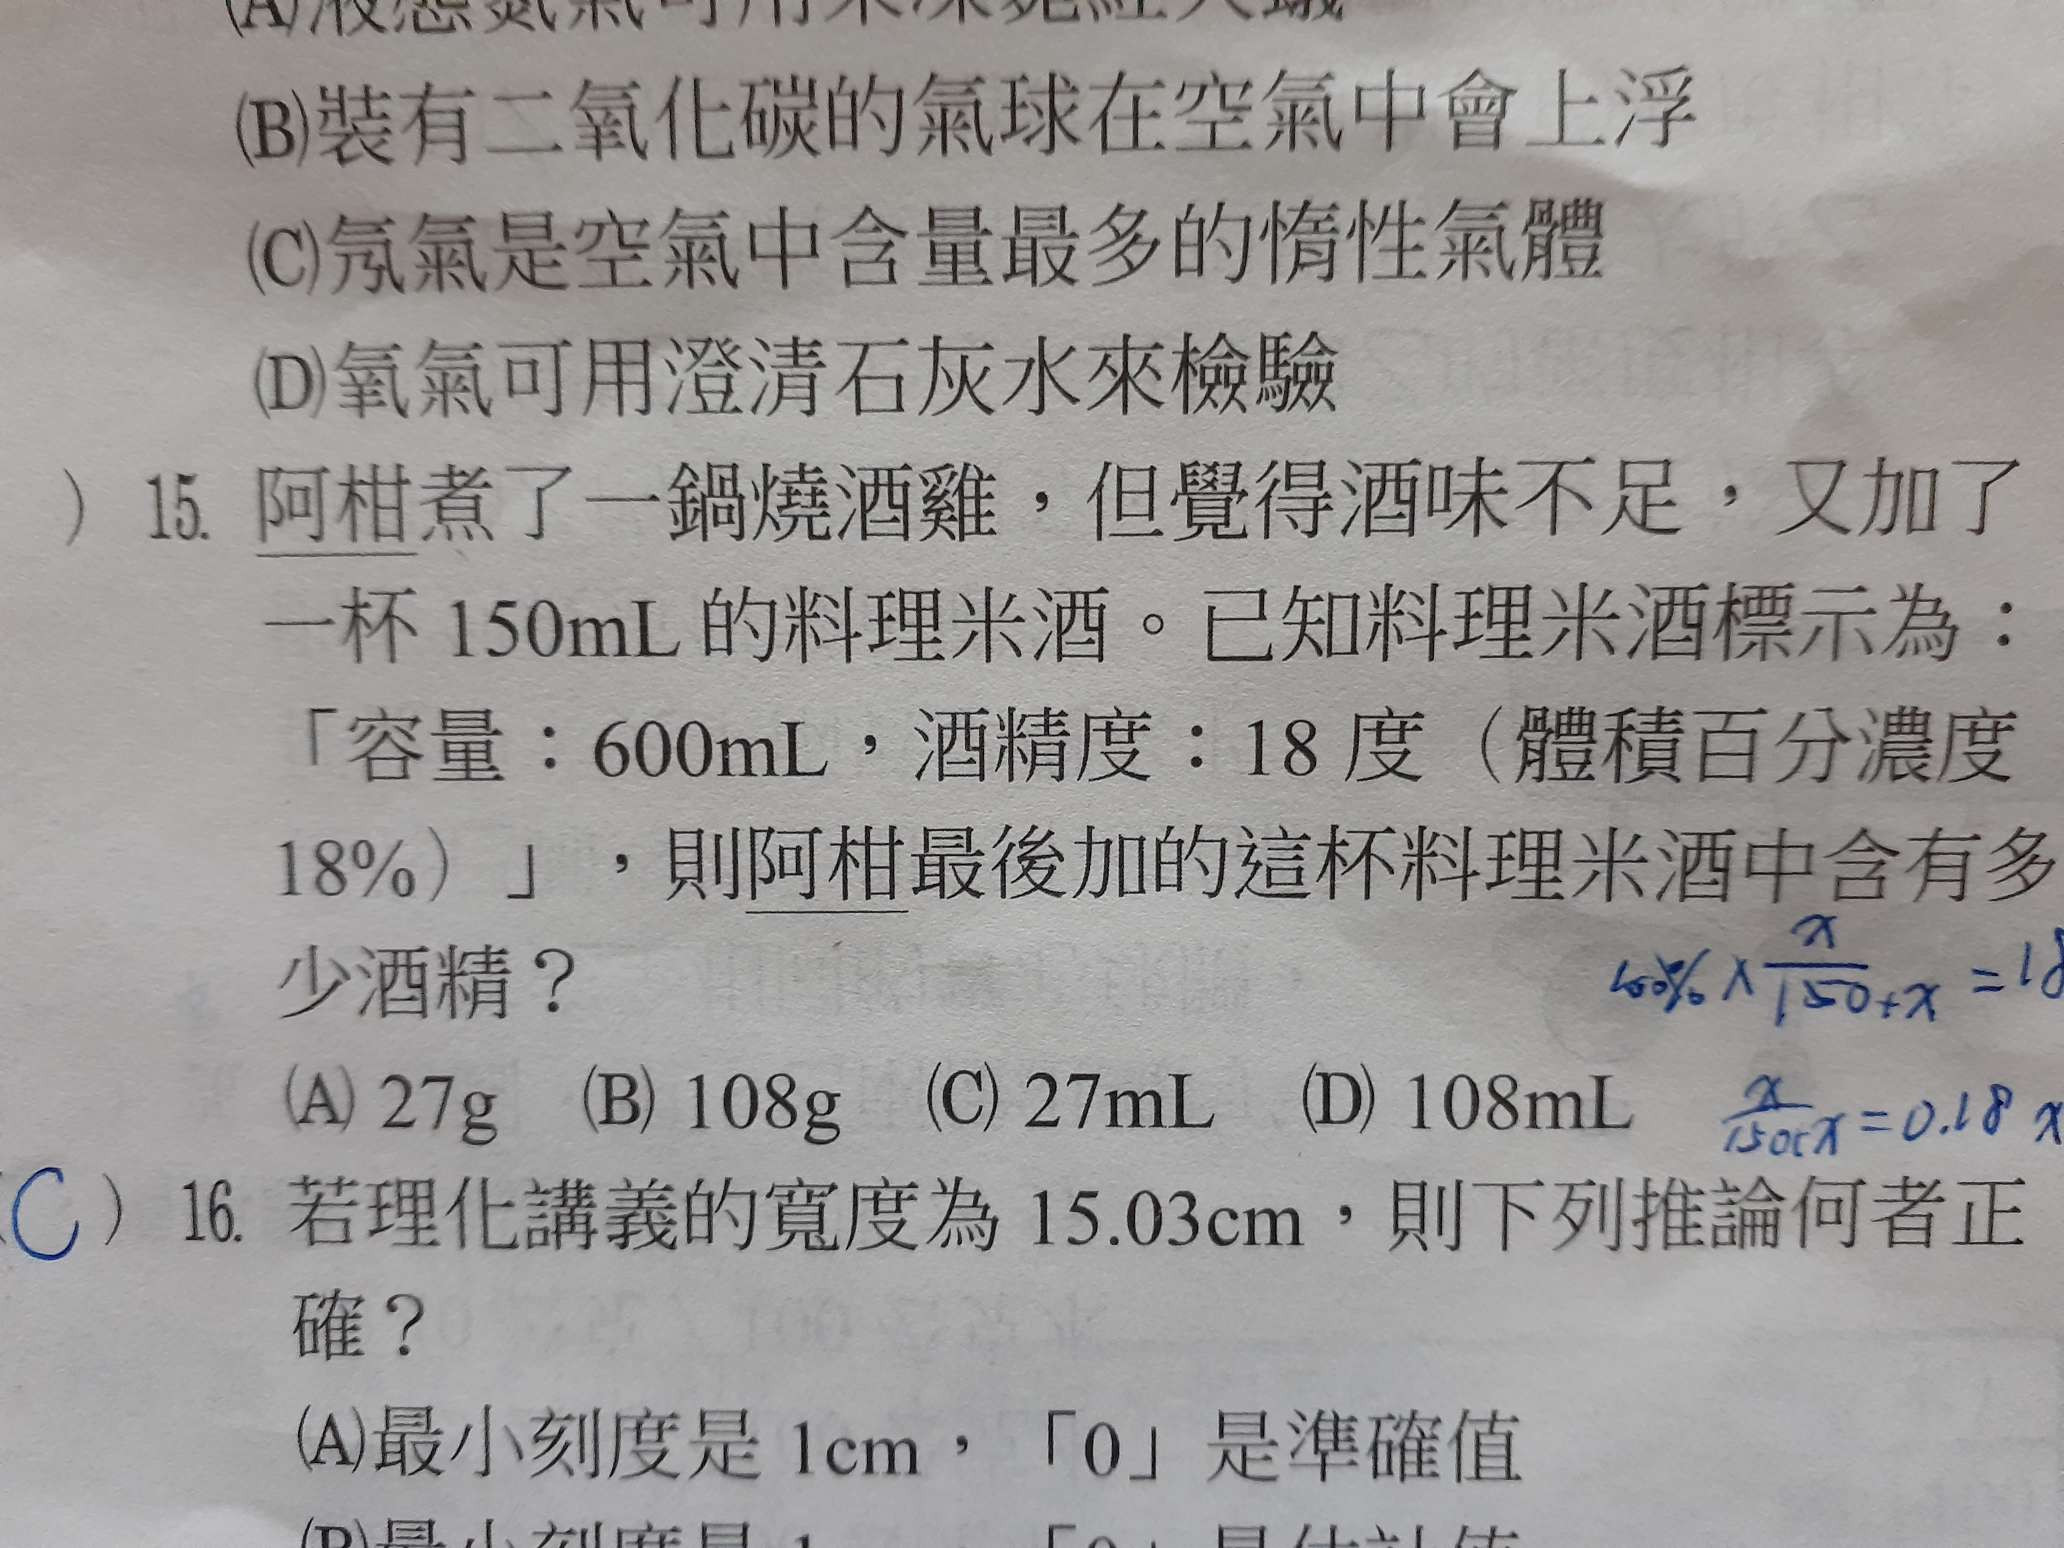 (B)裝有二氧化碳的氣球在空氣中會上浮
(C)氖氣是空氣中含量最多的惰性氣體
(D)氧氣可用澄清石灰水來檢驗
) 15. 阿柑煮了一鍋燒酒雞，但覺得酒味不足，又加了
一杯 150mL 的料理米酒。已知料理米酒標示為：
「容量：600mL，酒精度：18 度（體積百分濃度
18%）」，則阿柑最後加的這杯料理米酒中含有多
少酒精？
100% × x/150+x = 18
(A) 27g (B) 108g (C) 27mL (D) 108mL
x/150+x = 0.18 x
(C) 16. 若理化講義的寬度為 15.03cm，則下列推論何者正
確？
(A)最小刻度是 1cm，「0」是準確值